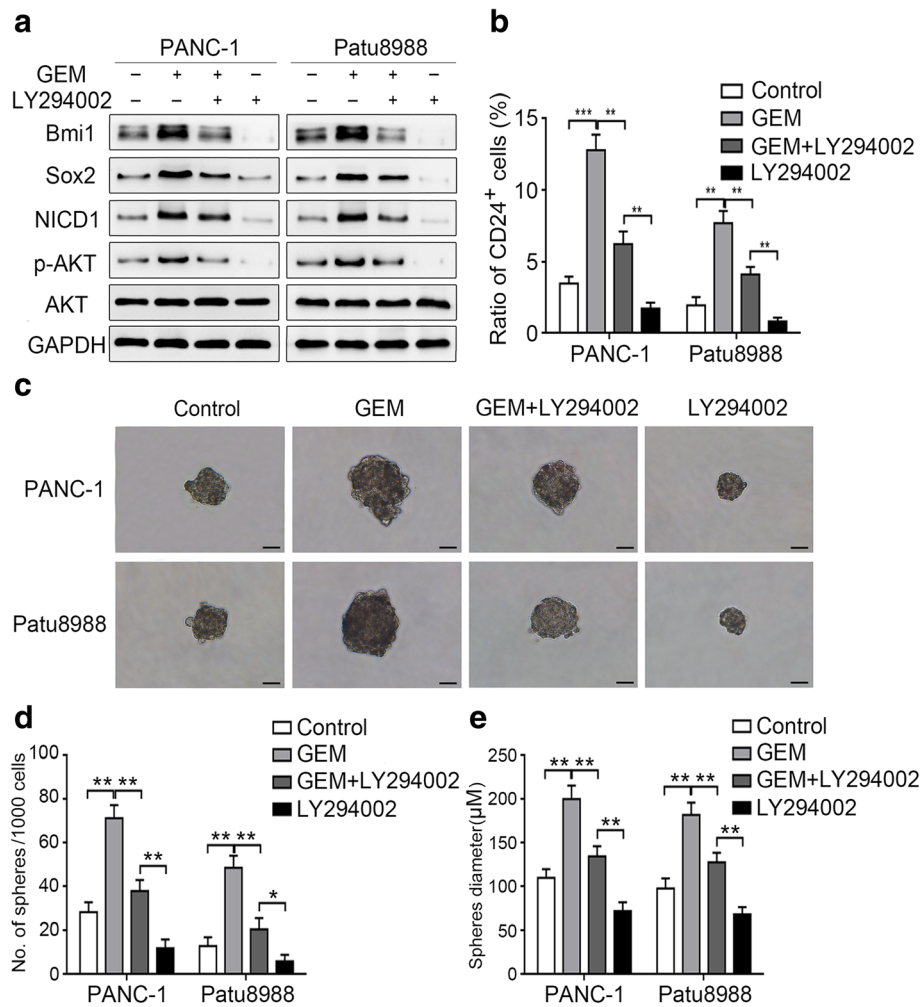 a
PANC-1 Patu8988
GEM − + + − − + + −
LY294002 − − + + − − + +
Bmi1
Sox2
NICD1
p-AKT
AKT
GAPDH
b
Control
GEM
GEM+LY294002
LY294002
Ratio of CD24+ cells (%)
15
10
5
0
*** ** ** ** ** **
PANC-1 Patu8988
c
Control GEM GEM+LY294002 LY294002
PANC-1
Patu8988
d
Control
GEM
GEM+LY294002
LY294002
No. of spheres/1000 cells
100
80
60
40
20
0
** ** ** ** ** *
PANC-1 Patu8988
e
Control
GEM
GEM+LY294002
LY294002
Spheres diameter(μM)
250
200
150
100
50
0
** ** ** ** ** **
PANC-1 Patu8988